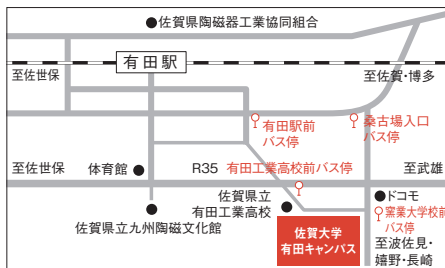 佐賀県陶磁器工業協同組合
有田駅
至佐世保
至佐賀・博多
有田駅前
バス停
桑古場入口
バス停
至佐世保
体育館
R35
有田工業高校前バス停
至武雄
佐賀県立
有田工業高校
ドコモ
窯業大学校前
バス停
佐賀県立九州陶磁文化館
佐賀大学
有田キャンパス
至波佐見・
嬉野・長崎